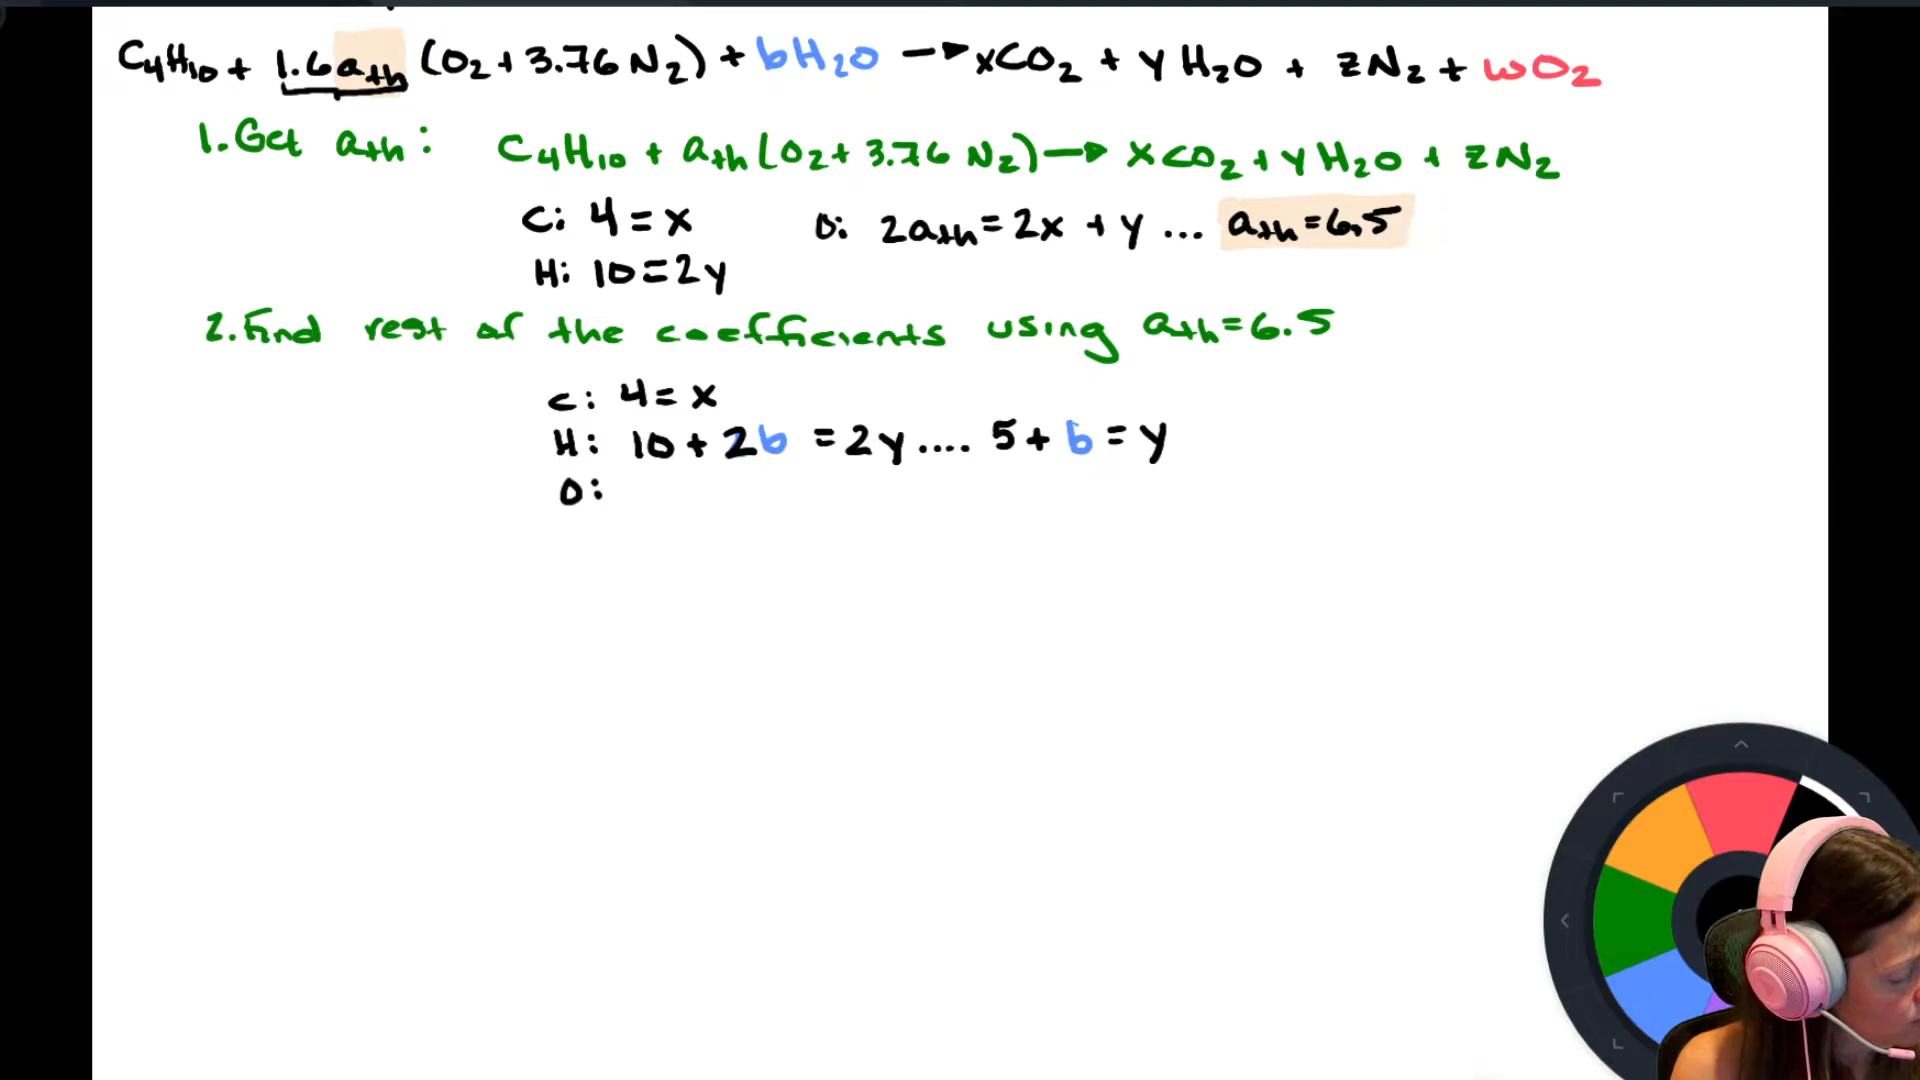 C₄H₁₀ + 1.6aₜₕ (O₂ + 3.76 N₂) + bH₂O → xCO₂ + yH₂O + zN₂ + wO₂
1. Get aₜₕ: C₄H₁₀ + aₜₕ(O₂ + 3.76 N₂) → xCO₂ + yH₂O + zN₂
C: 4 = x O: 2aₜₕ = 2x + y ... aₜₕ = 6.5
H: 10 = 2y
2. Find rest of the coefficients using aₜₕ = 6.5
C: 4 = x
H: 10 + 2b = 2y .... 5 + b = y
O: